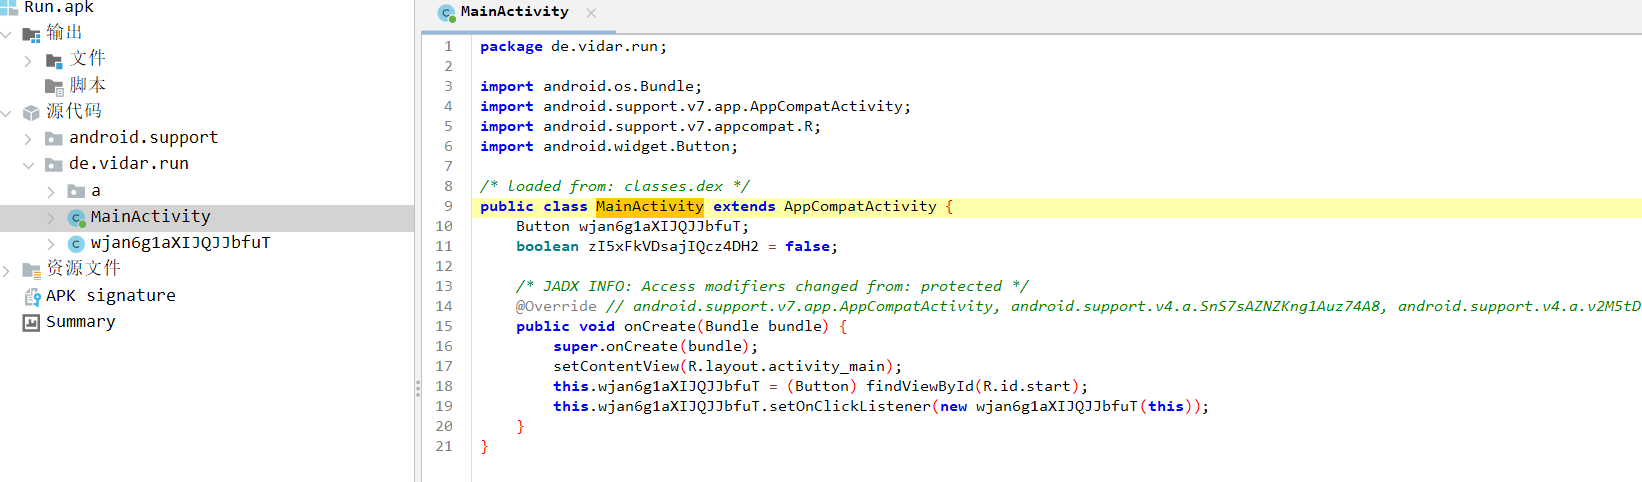 Run.apk
输出
文件
脚本
源代码
android.support
de.vidar.run
a
MainActivity
wjan6g1aXIJQJJbfuT
资源文件
APK signature
Summary
MainActivity
1 package de.vidar.run;
2
3 import android.os.Bundle;
4 import android.support.v7.app.AppCompatActivity;
5 import android.support.v7.appcompat.R;
6 import android.widget.Button;
7
8 /* loaded from: classes.dex */
9 public class MainActivity extends AppCompatActivity {
10 Button wjan6g1aXIJQJJbfuT;
11 boolean zI5xFkVDsajIQcz4DH2 = false;
12
13 /* JADX INFO: Access modifiers changed from: protected */
14 @Override // android.support.v7.app.AppCompatActivity, android.support.v4.a.SnS7sAZNZKng1Auz74A8, android.support.v4.a.v2M5tD
15 public void onCreate(Bundle bundle) {
16 super.onCreate(bundle);
17 setContentView(R.layout.activity_main);
18 this.wjan6g1aXIJQJJbfuT = (Button) findViewById(R.id.start);
19 this.wjan6g1aXIJQJJbfuT.setOnClickListener(new wjan6g1aXIJQJJbfuT(this));
20 }
21 }